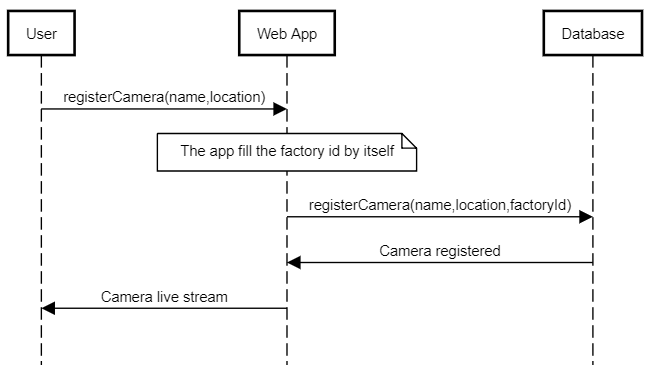 User
Web App
Database
registerCamera(name,location)
The app fill the factory id by itself
registerCamera(name,location,factoryId)
Camera registered
Camera live stream